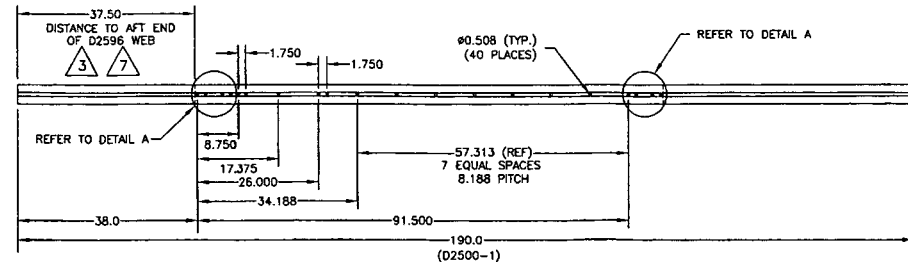 37.50
DISTANCE TO AFT END
OF D2596 WEB
3 7
1.750
1.750
Ø0.508 (TYP.)
(40 PLACES)
REFER TO DETAIL A
REFER TO DETAIL A
8.750
17.375
26.000
34.188
57.313 (REF)
7 EQUAL SPACES
8.188 PITCH
38.0
91.500
190.0
(D2500-1)